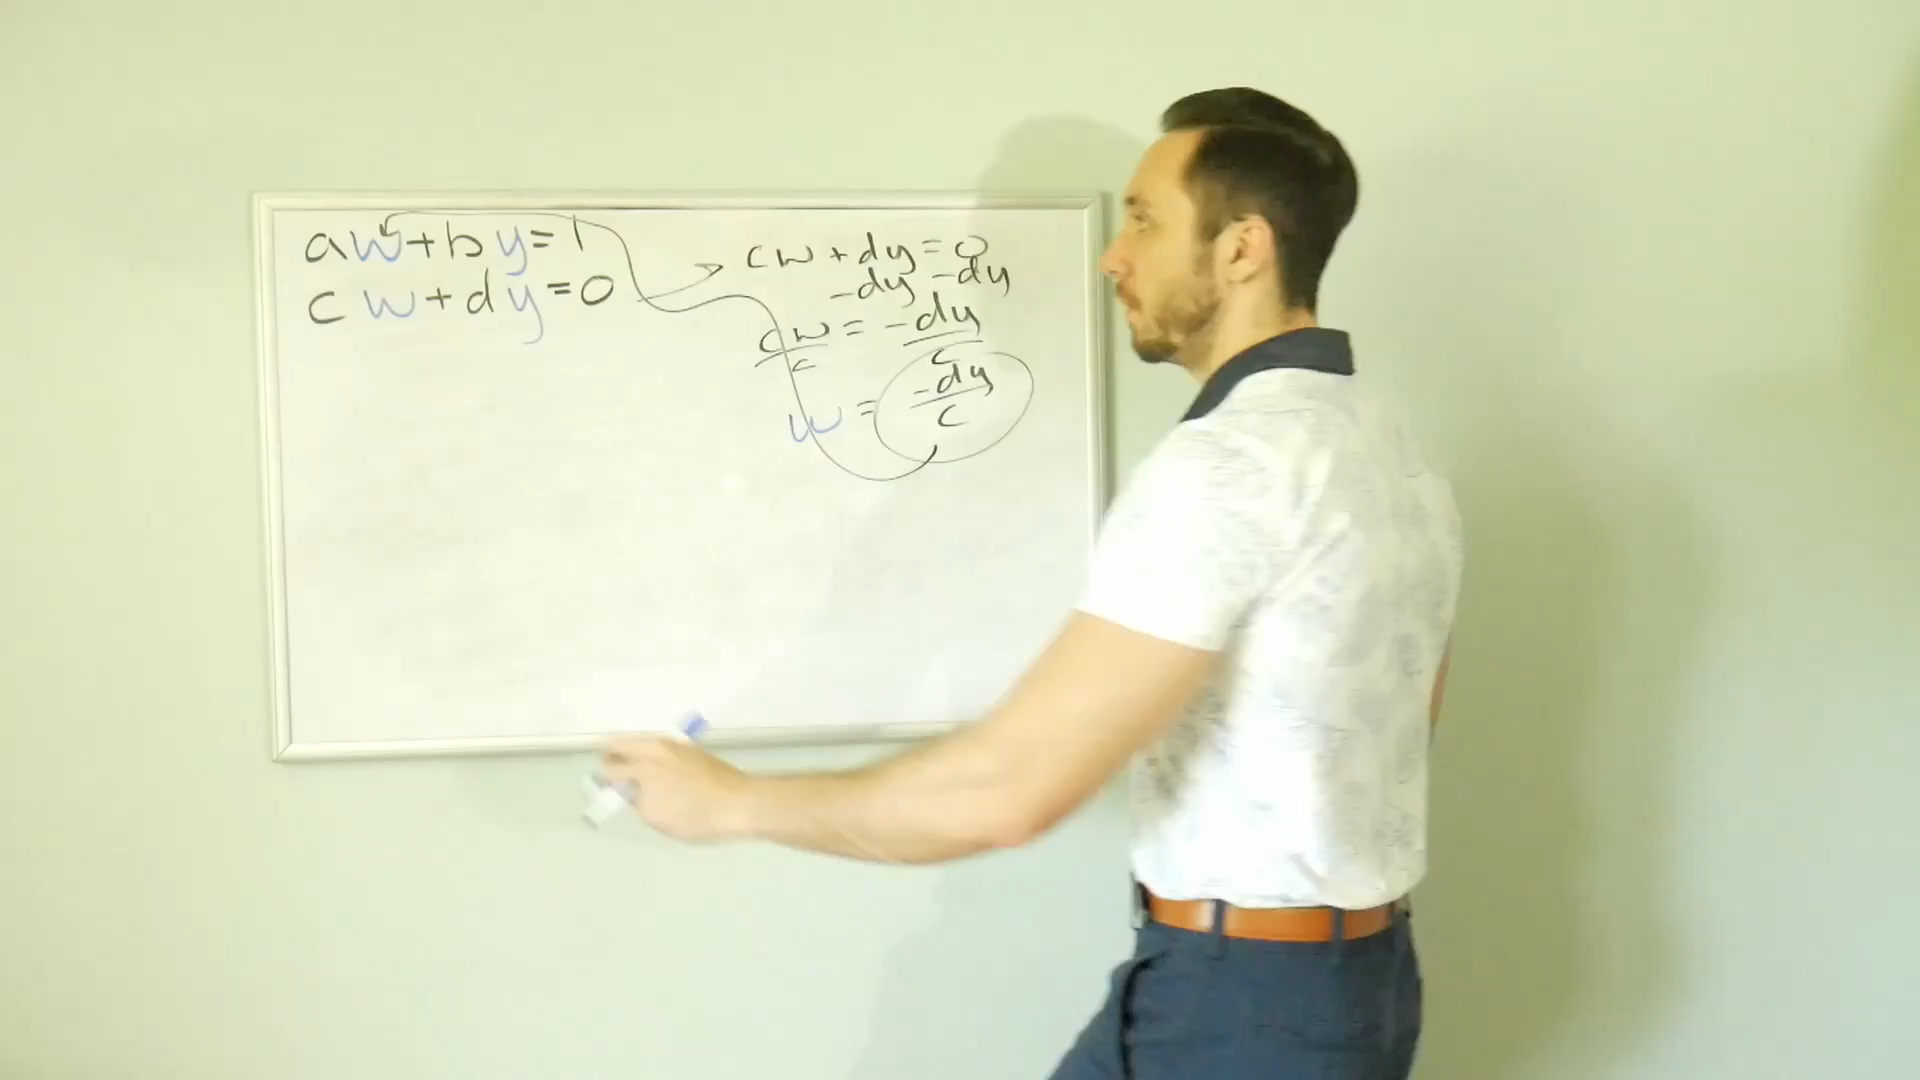 aw+by=1
cw+dy=0
cw+dy=0
-dy -dy
cw = -dy
c c
w = -dy
c